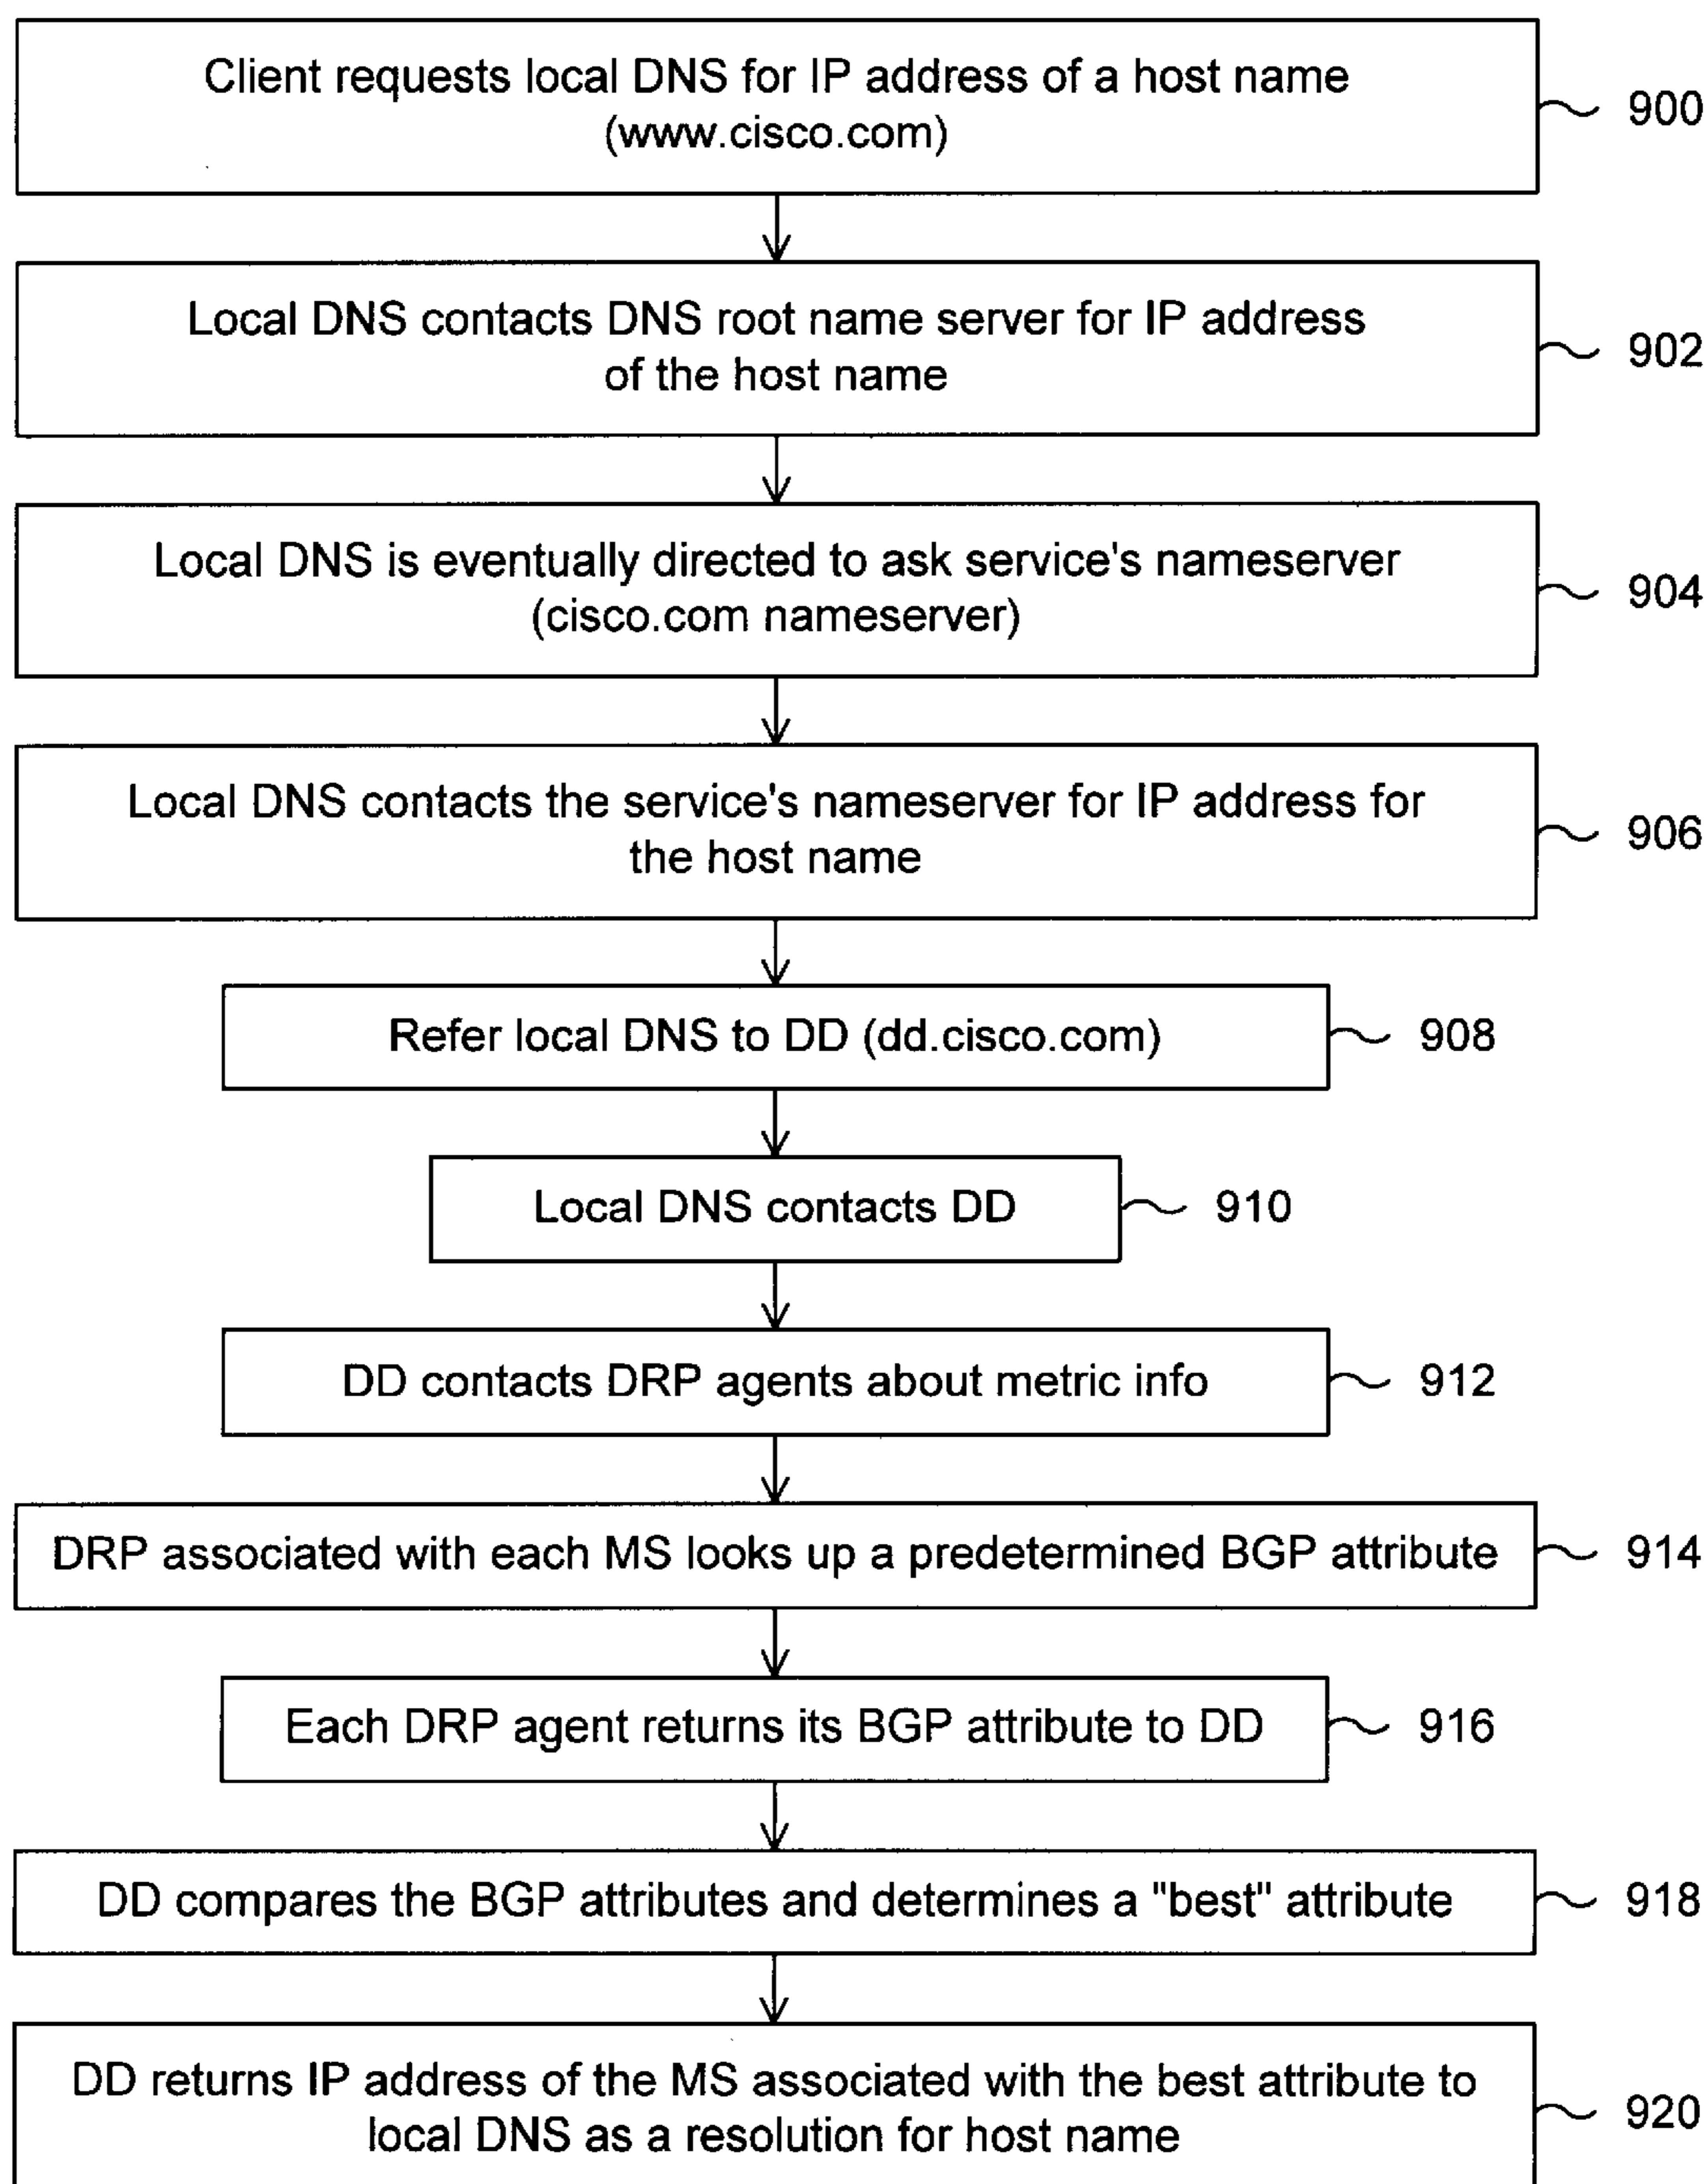 Client requests local DNS for IP address of a host name
(www.cisco.com)
900
Local DNS contacts DNS root name server for IP address
of the host name
902
Local DNS is eventually directed to ask service's nameserver
(cisco.com nameserver)
904
Local DNS contacts the service's nameserver for IP address for
the host name
906
Refer local DNS to DD (dd.cisco.com)
908
Local DNS contacts DD
910
DD contacts DRP agents about metric info
912
DRP associated with each MS looks up a predetermined BGP attribute
914
Each DRP agent returns its BGP attribute to DD
916
DD compares the BGP attributes and determines a "best" attribute
918
DD returns IP address of the MS associated with the best attribute to
local DNS as a resolution for host name
920